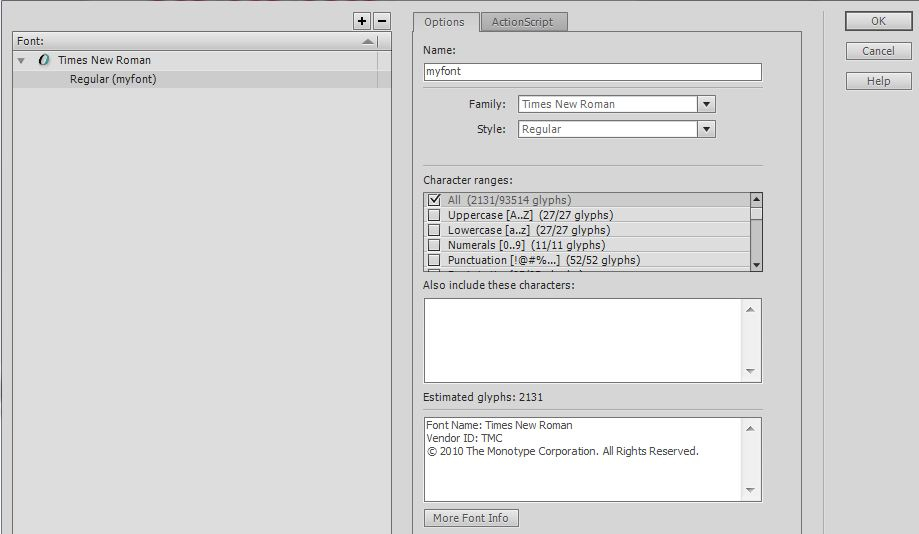 Font:
Times New Roman
Regular (myfont)
Options
ActionScript
Name:
myfont
Family:
Times New Roman
Style:
Regular
Character ranges:
All (2131/93514 glyphs)
Uppercase [A..Z] (27/27 glyphs)
Lowercase [a..z] (27/27 glyphs)
Numerals [0..9] (11/11 glyphs)
Punctuation [!@#%...] (52/52 glyphs)
Also include these characters:
Estimated glyphs: 2131
Font Name: Times New Roman
Vendor ID: TMC
© 2010 The Monotype Corporation. All Rights Reserved.
More Font Info
OK
Cancel
Help